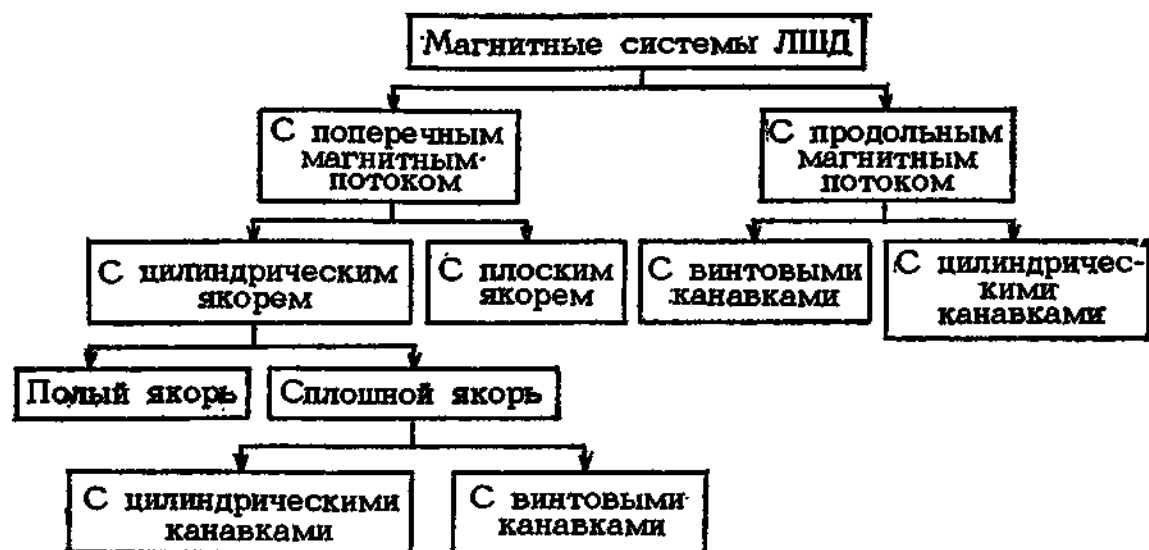 Магнитные системы ЛШД
С поперечным
магнитным
потоком
С продольным
магнитным
потоком
С цилиндрическим
якорем
С плоским
якорем
С винтовыми
канавками
С цилиндричес-
кими
канавками
Полый якорь
Сплошной якорь
С цилиндрическими
канавками
С винтовыми
канавками